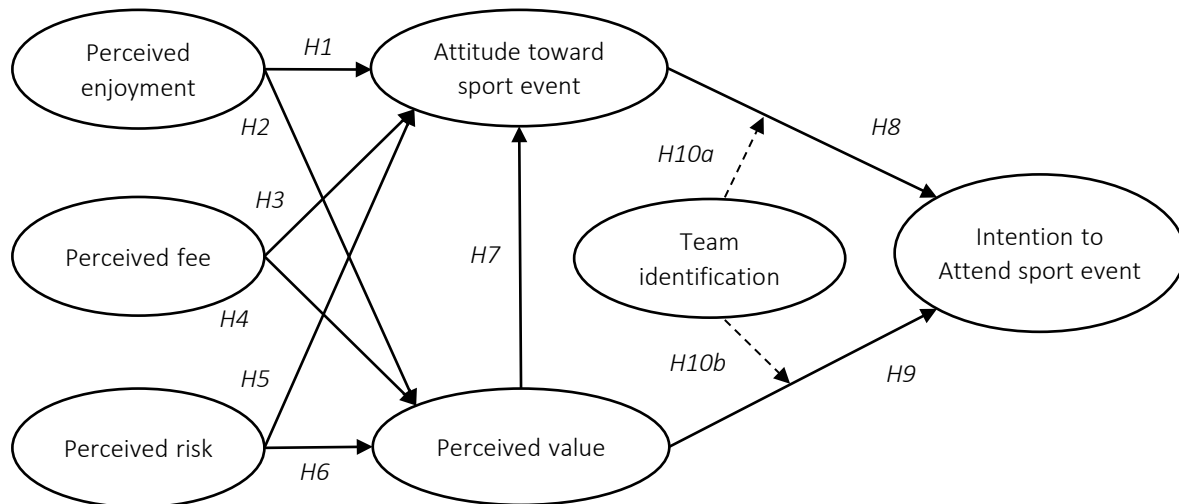 Perceived
enjoyment
H1
Attitude toward
sport event
H2
H8
H10a
H3
Perceived fee
H7
Team
identification
Intention to
Attend sport event
H4
H10b
H5
H9
Perceived risk
H6
Perceived value